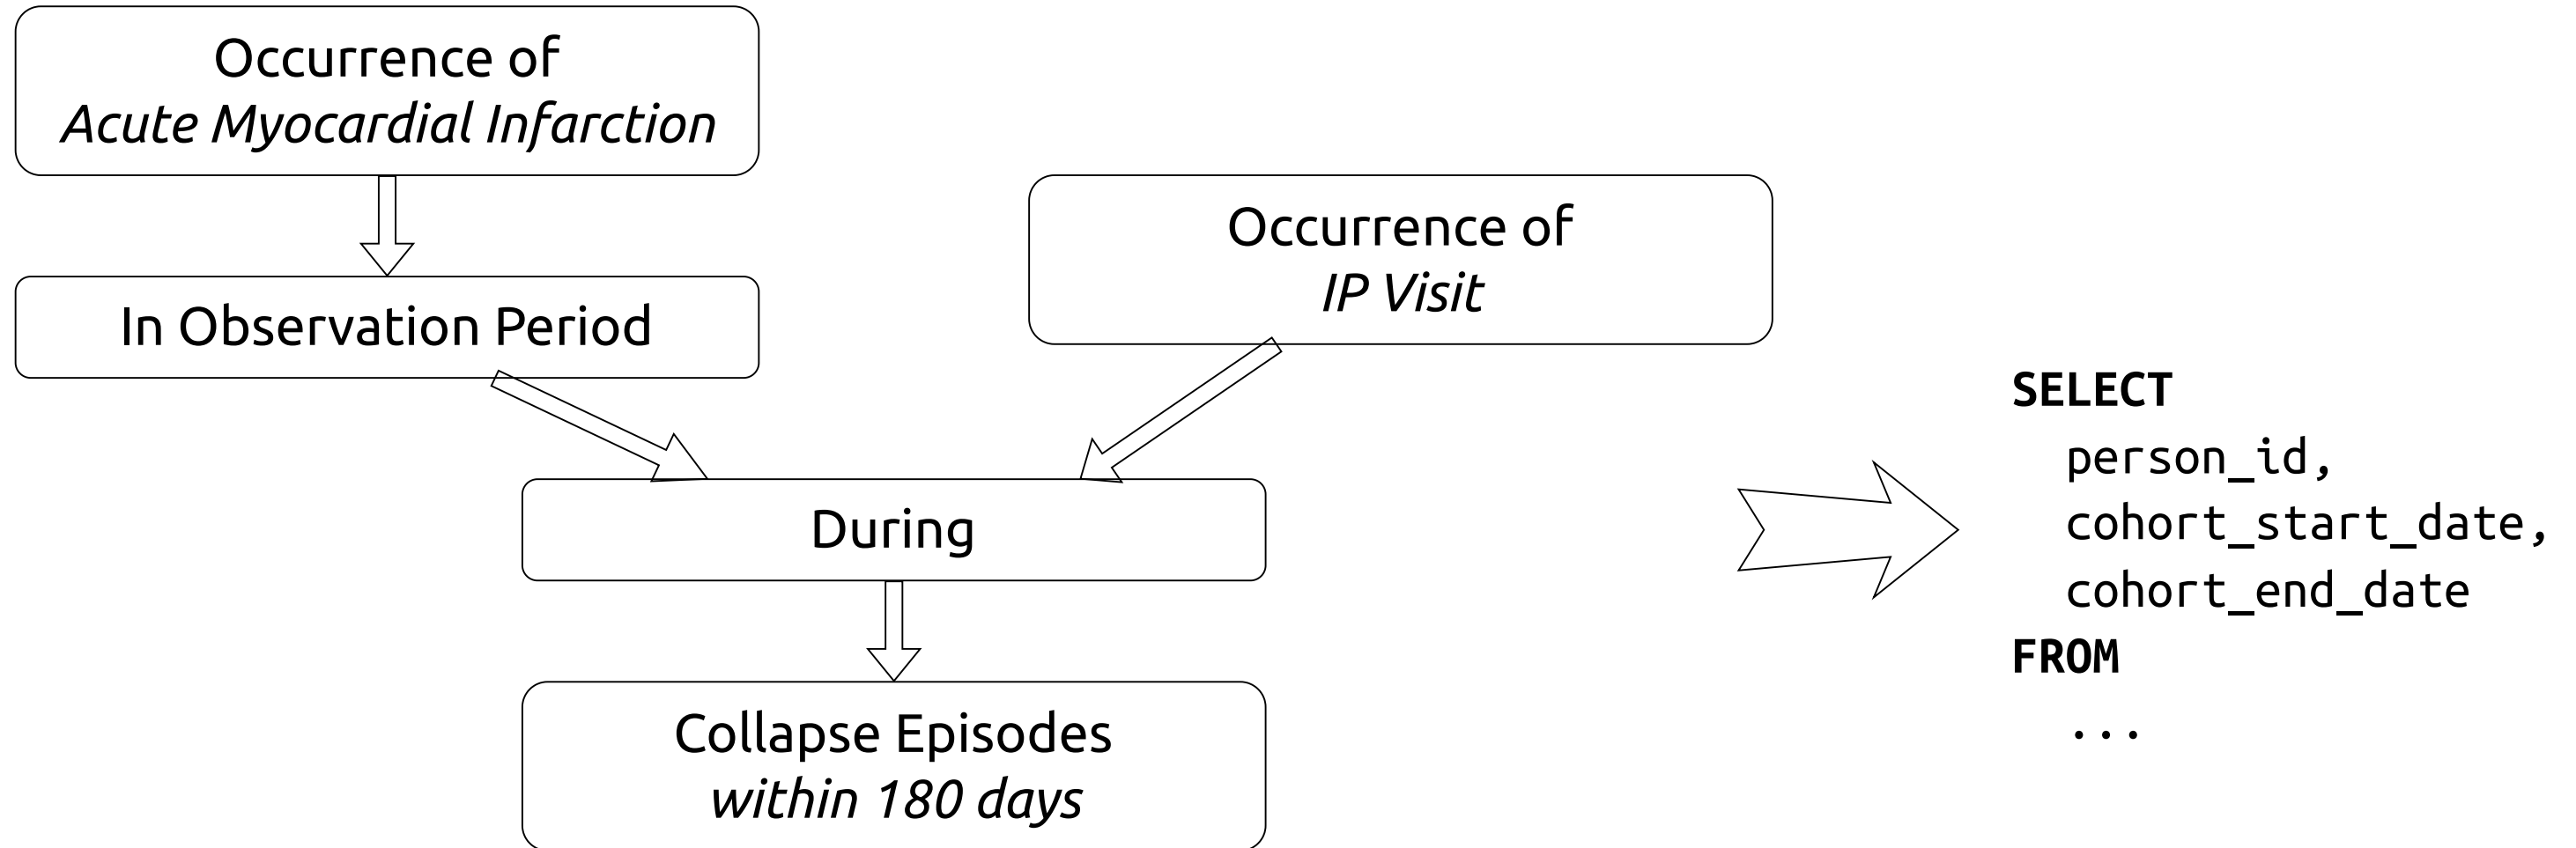 Occurrence of
Acute Myocardial Infarction
In Observation Period
Occurrence of
IP Visit
During
Collapse Episodes
within 180 days
SELECT
person_id,
cohort_start_date,
cohort_end_date
FROM
...